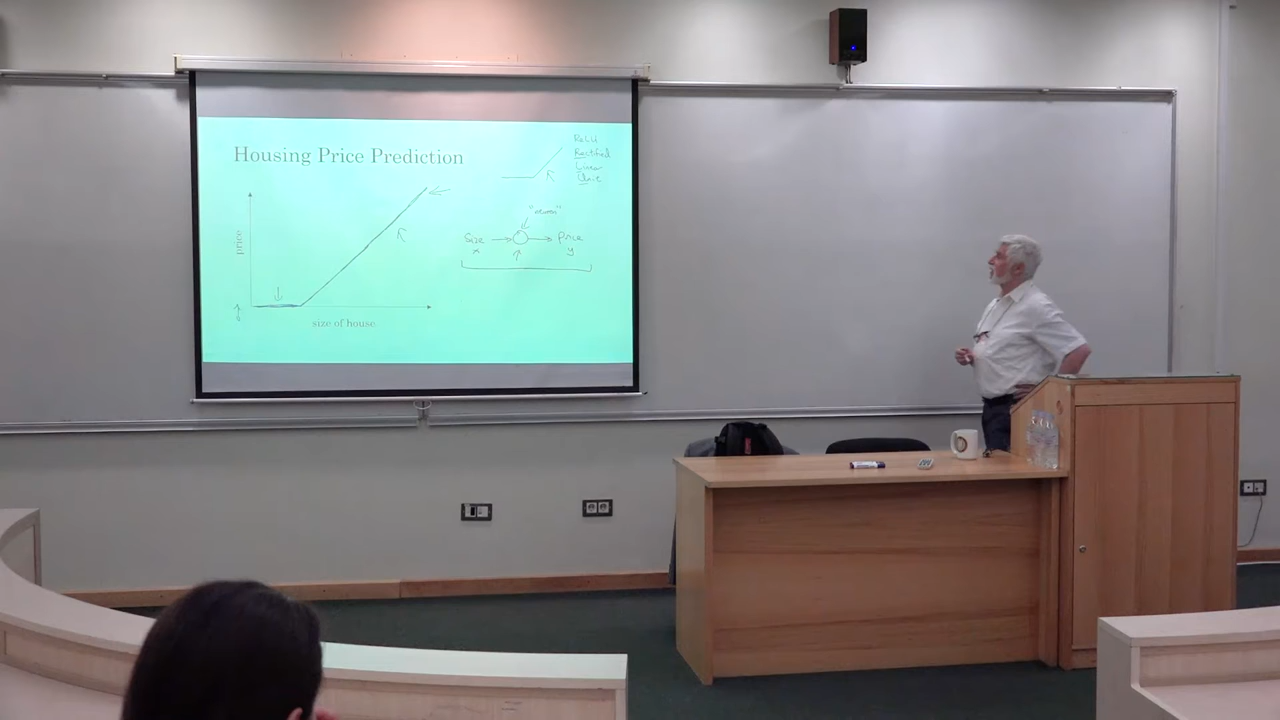 Housing Price Prediction
ReLU
Rectified
Linear
Unit
"neuron"
size
price
x
y
price
size of house